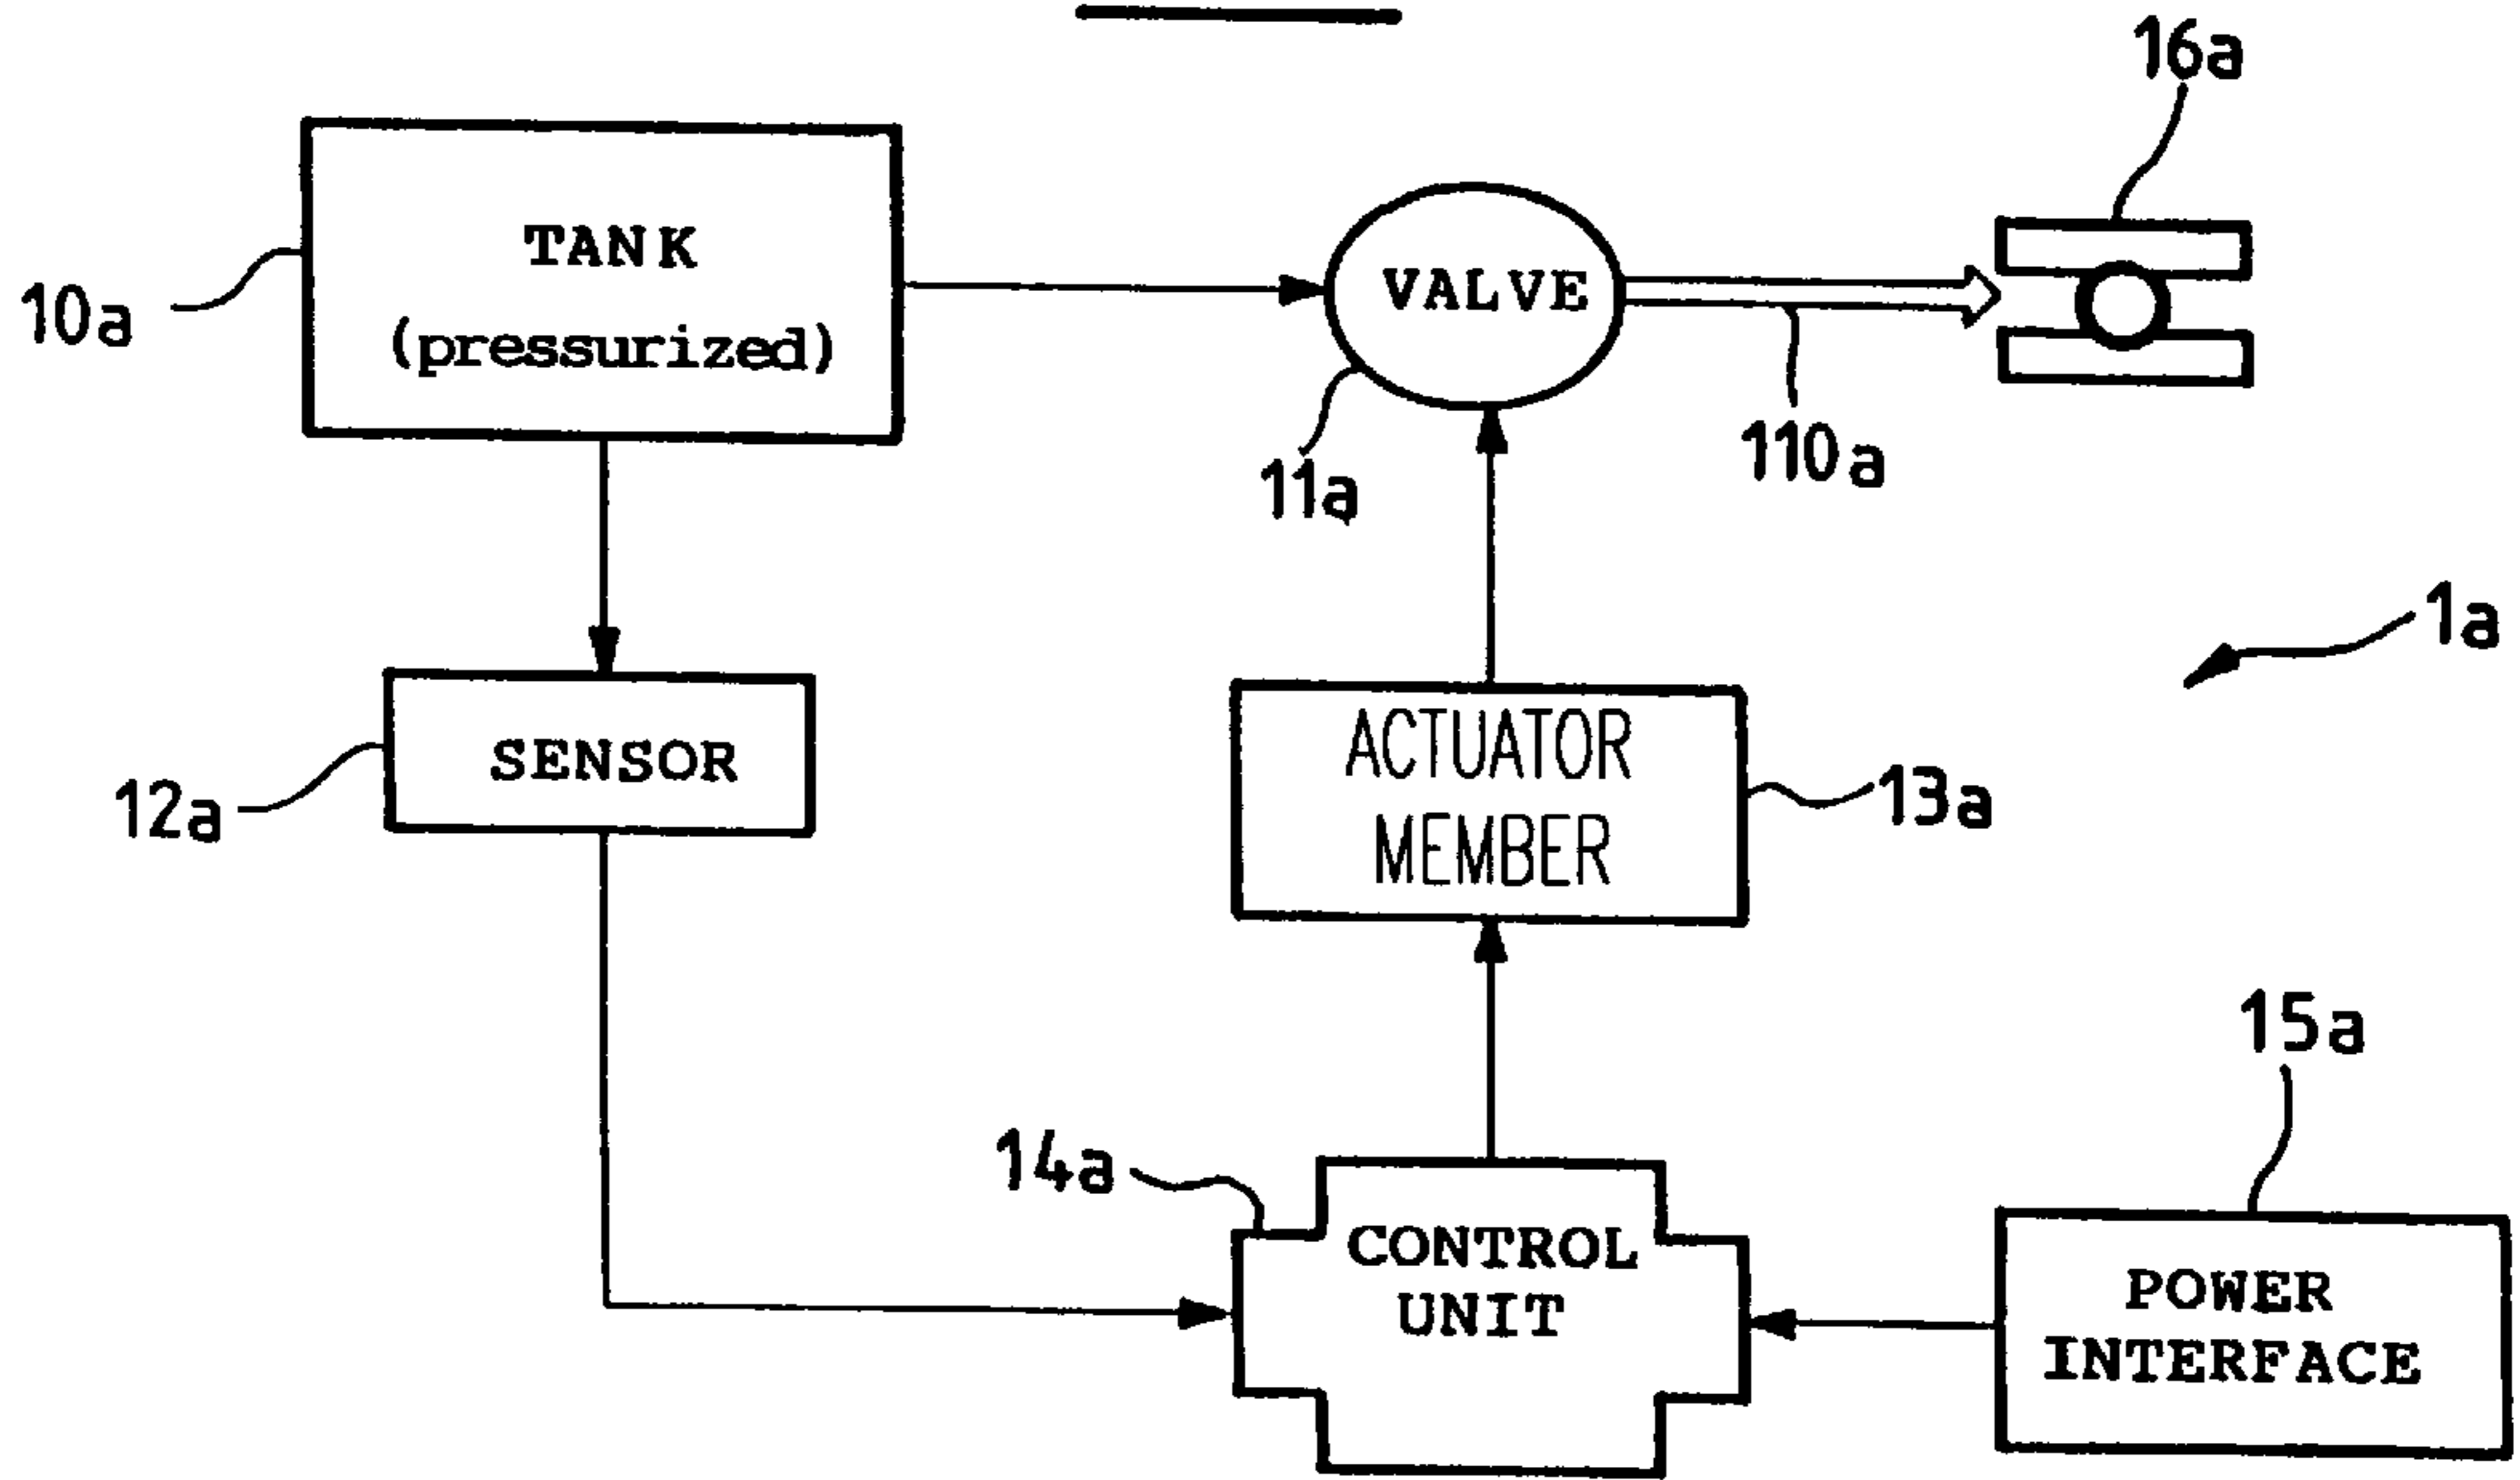 16a
TANK
(pressurized)
10a
VALVE
11a
110a
1a
SENSOR
12a
ACTUATOR
MEMBER
13a
14a
CONTROL
UNIT
15a
POWER
INTERFACE